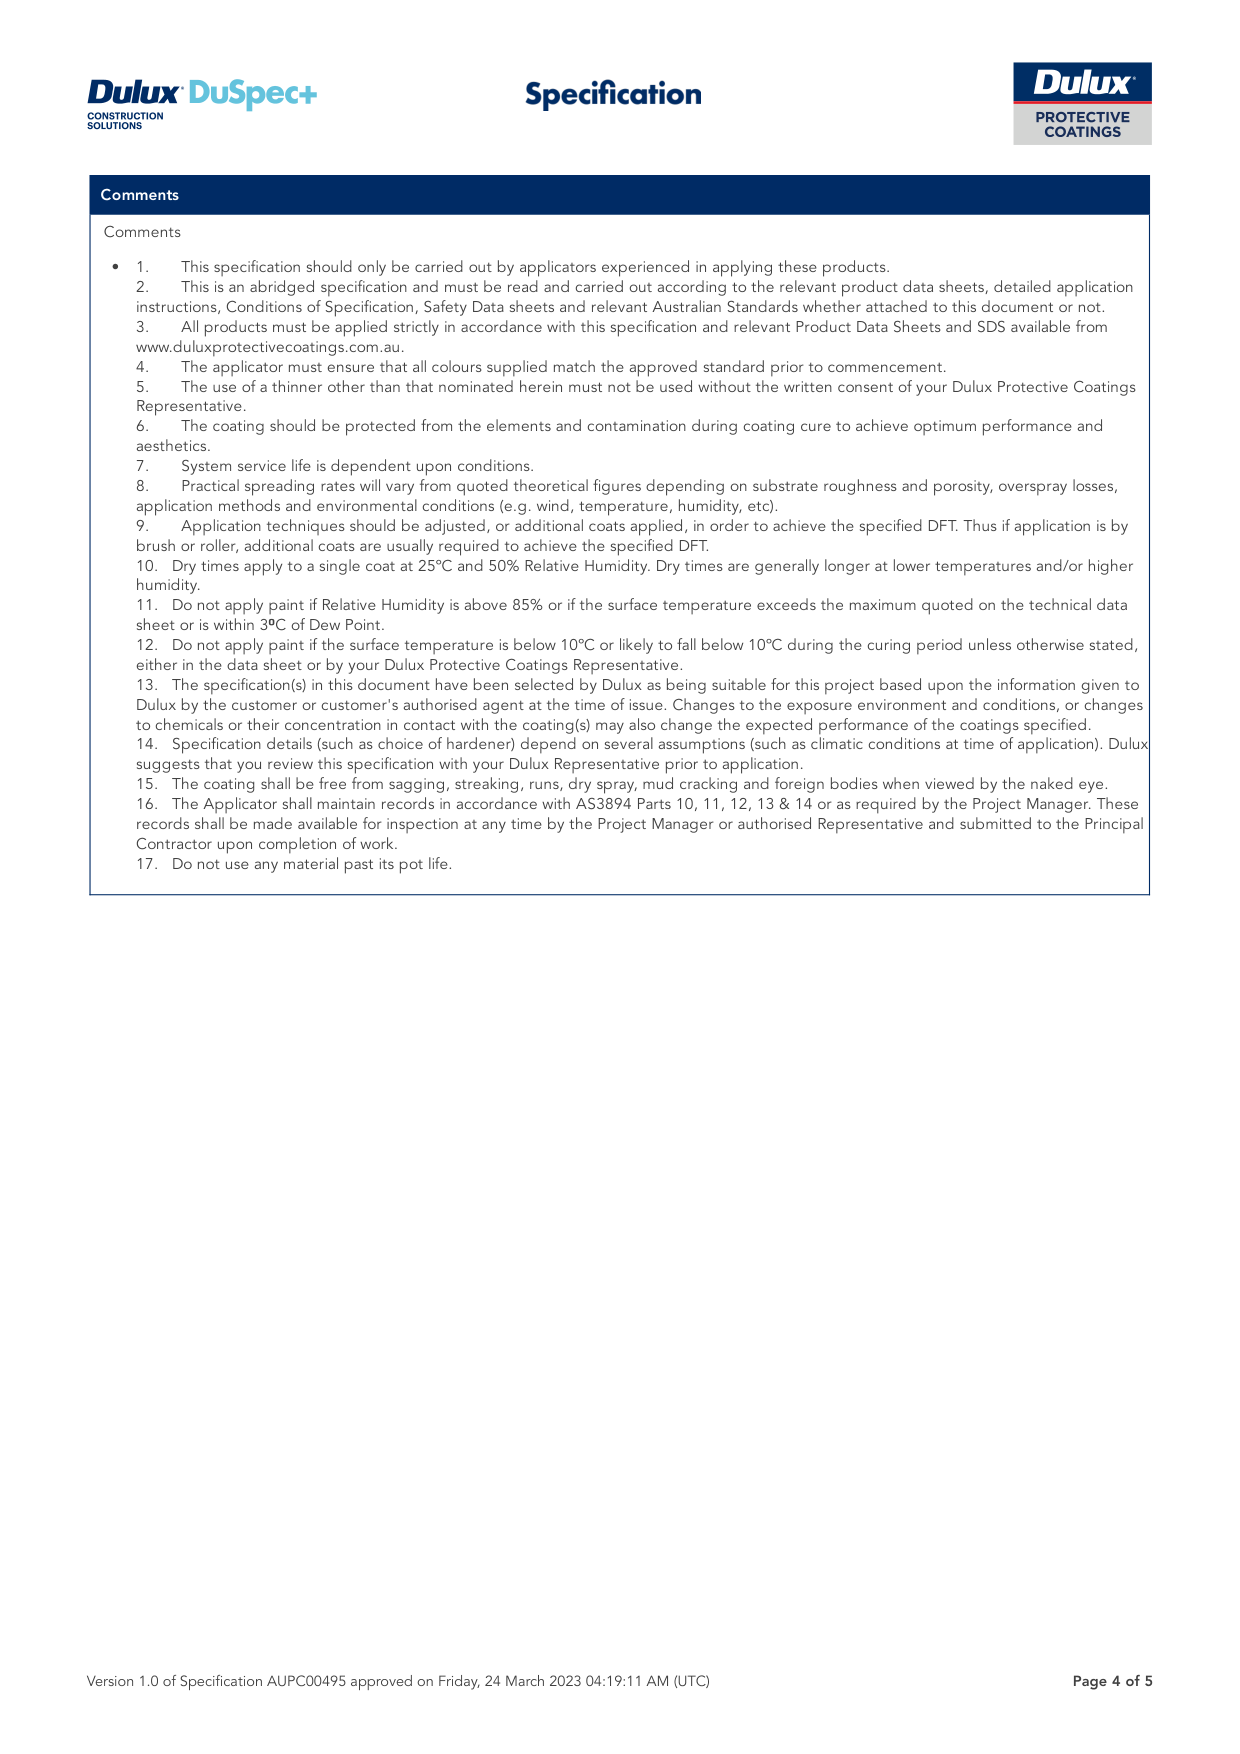 Dulux DuSpec+
CONSTRUCTION
SOLUTIONS
Specification
Dulux
PROTECTIVE
COATINGS
Comments
Comments
• 1. This specification should only be carried out by applicators experienced in applying these products.
2. This is an abridged specification and must be read and carried out according to the relevant product data sheets, detailed application
instructions, Conditions of Specification, Safety Data sheets and relevant Australian Standards whether attached to this document or not.
3. All products must be applied strictly in accordance with this specification and relevant Product Data Sheets and SDS available from
www.duluxprotectivecoatings.com.au.
4. The applicator must ensure that all colours supplied match the approved standard prior to commencement.
5. The use of a thinner other than that nominated herein must not be used without the written consent of your Dulux Protective Coatings
Representative.
6. The coating should be protected from the elements and contamination during coating cure to achieve optimum performance and
aesthetics.
7. System service life is dependent upon conditions.
8. Practical spreading rates will vary from quoted theoretical figures depending on substrate roughness and porosity, overspray losses,
application methods and environmental conditions (e.g. wind, temperature, humidity, etc).
9. Application techniques should be adjusted, or additional coats applied, in order to achieve the specified DFT. Thus if application is by
brush or roller, additional coats are usually required to achieve the specified DFT.
10. Dry times apply to a single coat at 25ºC and 50% Relative Humidity. Dry times are generally longer at lower temperatures and/or higher
humidity.
11. Do not apply paint if Relative Humidity is above 85% or if the surface temperature exceeds the maximum quoted on the technical data
sheet or is within 3⁰C of Dew Point.
12. Do not apply paint if the surface temperature is below 10ºC or likely to fall below 10ºC during the curing period unless otherwise stated,
either in the data sheet or by your Dulux Protective Coatings Representative.
13. The specification(s) in this document have been selected by Dulux as being suitable for this project based upon the information given to
Dulux by the customer or customer's authorised agent at the time of issue. Changes to the exposure environment and conditions, or changes
to chemicals or their concentration in contact with the coating(s) may also change the expected performance of the coatings specified.
14. Specification details (such as choice of hardener) depend on several assumptions (such as climatic conditions at time of application). Dulux
suggests that you review this specification with your Dulux Representative prior to application.
15. The coating shall be free from sagging, streaking, runs, dry spray, mud cracking and foreign bodies when viewed by the naked eye.
16. The Applicator shall maintain records in accordance with AS3894 Parts 10, 11, 12, 13 & 14 or as required by the Project Manager. These
records shall be made available for inspection at any time by the Project Manager or authorised Representative and submitted to the Principal
Contractor upon completion of work.
17. Do not use any material past its pot life.
Version 1.0 of Specification AUPC00495 approved on Friday, 24 March 2023 04:19:11 AM (UTC)
Page 4 of 5